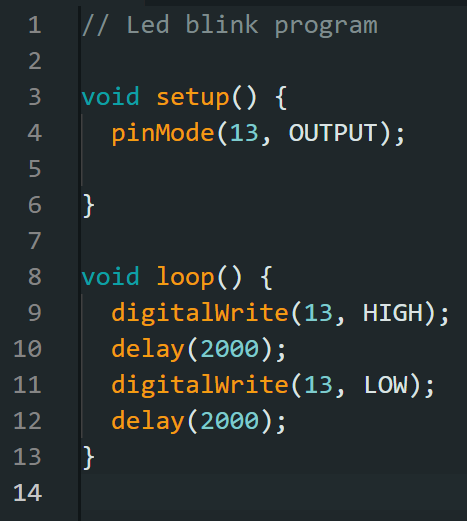 1 // Led blink program
2
3 void setup() {
4   pinMode(13, OUTPUT);
5
6 }
7
8 void loop() {
9   digitalWrite(13, HIGH);
10   delay(2000);
11   digitalWrite(13, LOW);
12   delay(2000);
13 }
14